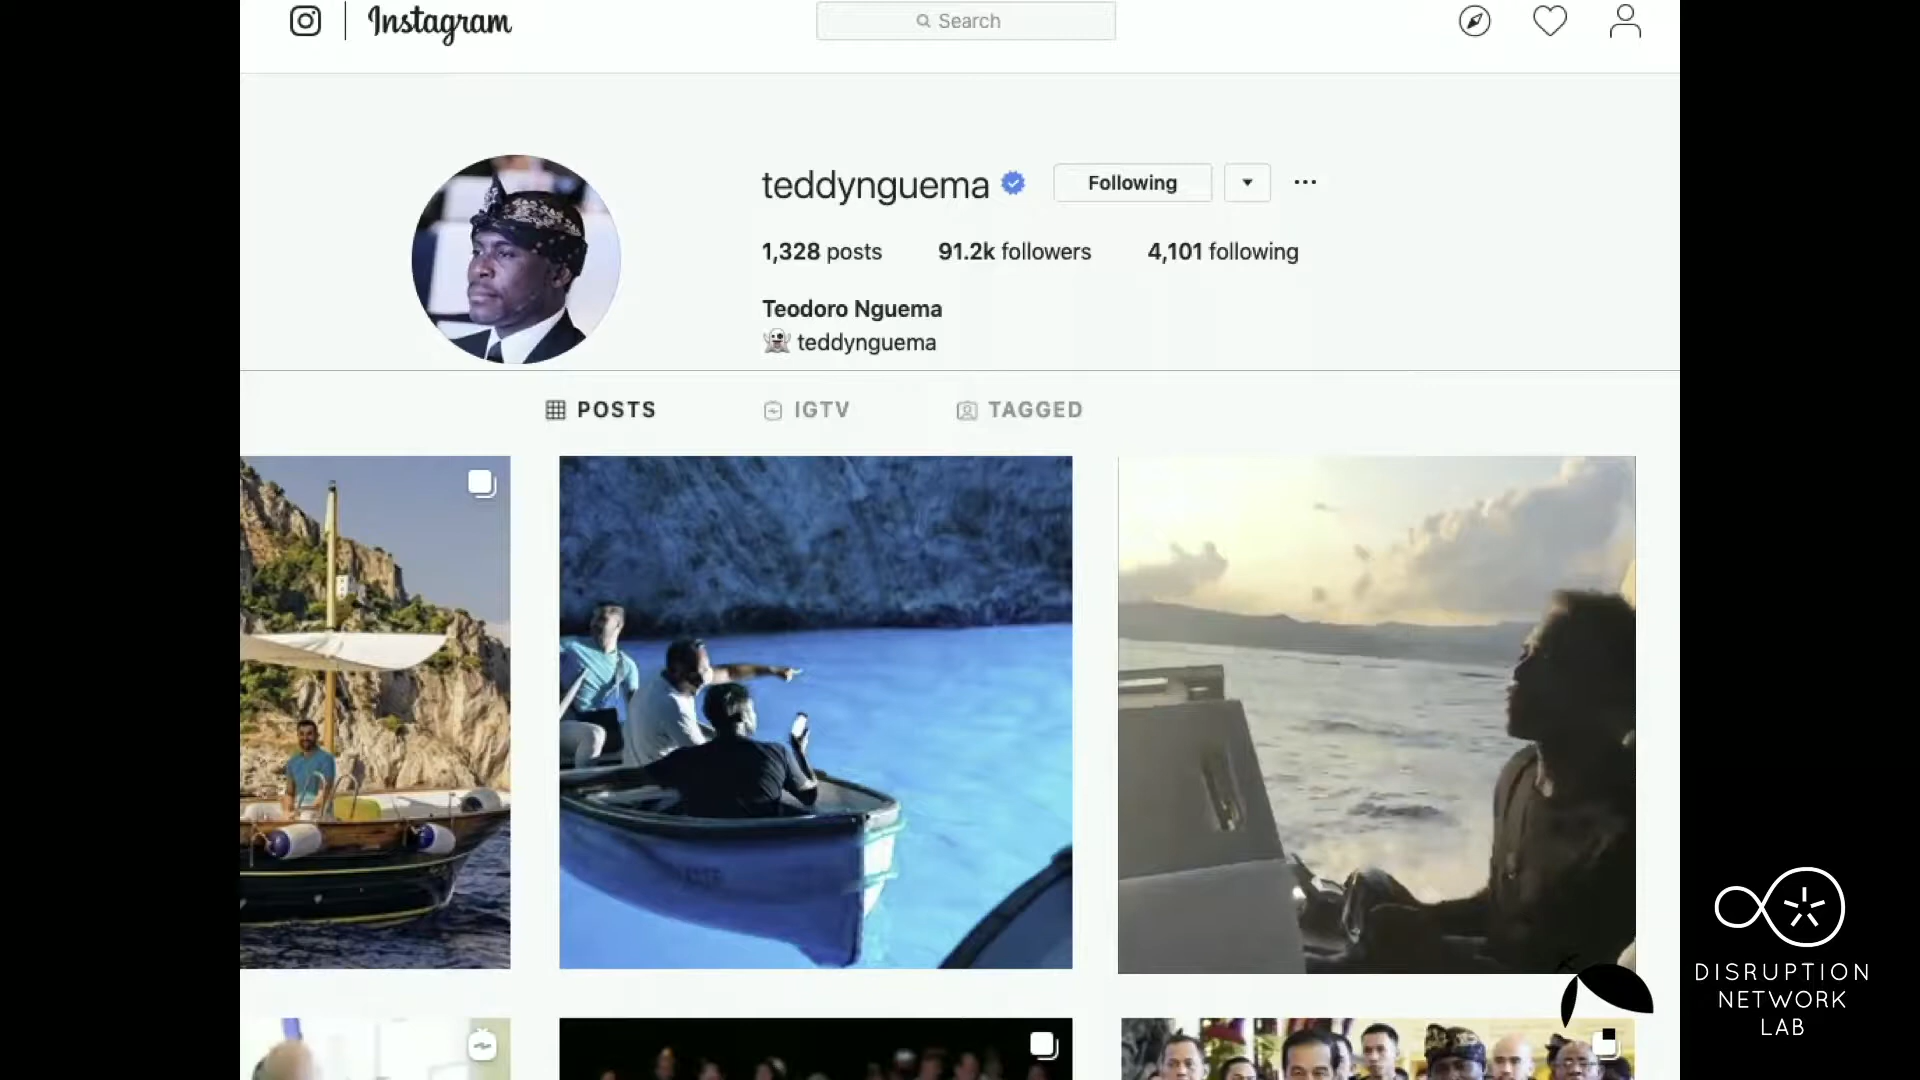 Instagram
Search
teddynguema
Following
1,328 posts
91.2k followers
4,101 following
Teodoro Nguema
👻 teddynguema
POSTS
IGTV
TAGGED
DISRUPTION
NETWORK
LAB